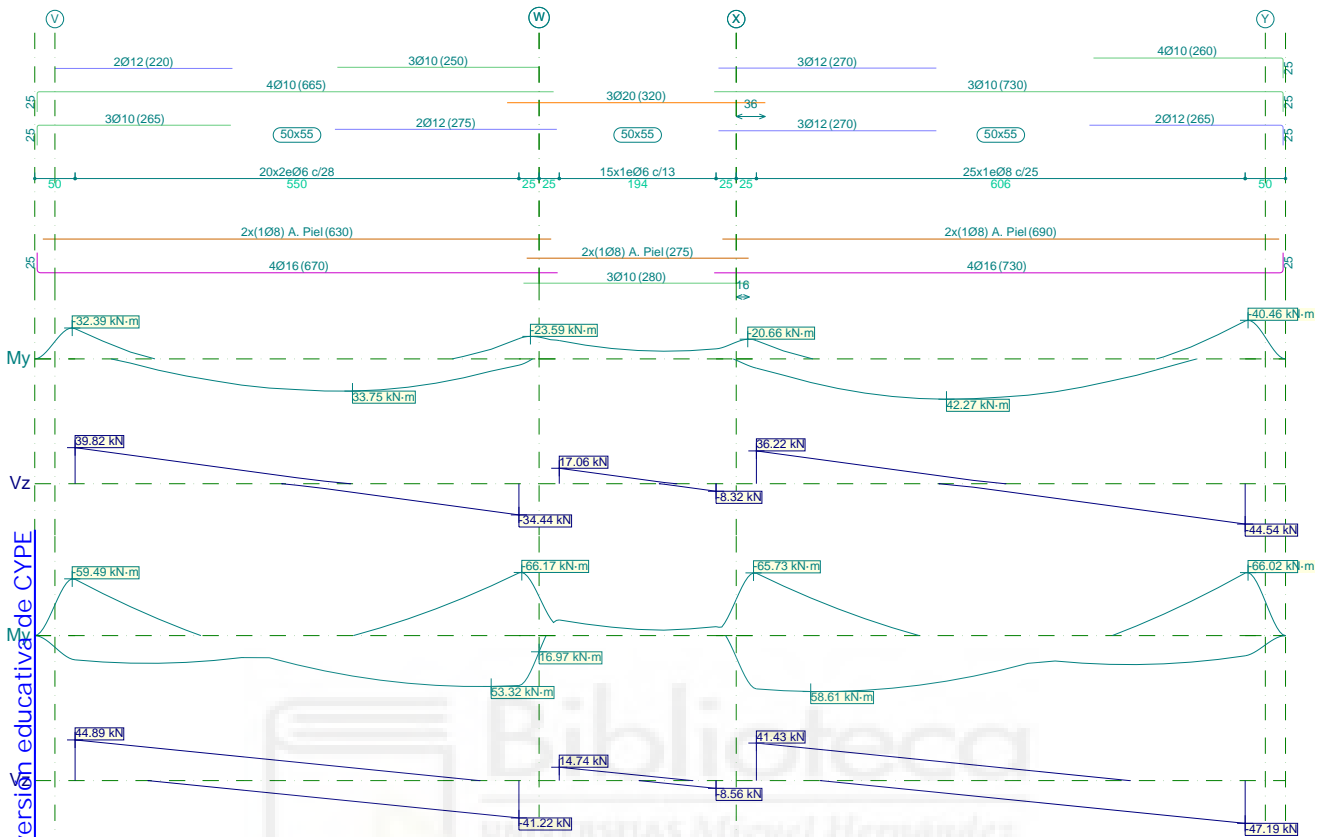 V W X Y
2Ø12 (220) 3Ø10 (250) 3Ø12 (270) 4Ø10 (260) 25
25 4Ø10 (665) 3Ø20 (320) 3Ø10 (730) 25
36
25 3Ø10 (265) 50x55 2Ø12 (275) 50x55 3Ø12 (270) 50x55 2Ø12 (265) 25
20x2eØ6 c/28 15x1eØ6 c/13 25x1eØ8 c/25
50 550 25 25 194 25 25 606 50
2x(1Ø8) A. Piel (630) 2x(1Ø8) A. Piel (690)
2x(1Ø8) A. Piel (275)
25 4Ø16 (670) 4Ø16 (730) 25
3Ø10 (280)
16
-32.39 kN·m -23.59 kN·m -20.66 kN·m -40.46 kN·m
My
33.75 kN·m 42.27 kN·m
39.82 kN 17.06 kN 36.22 kN
Vz
-34.44 kN -8.32 kN -44.54 kN
-59.49 kN·m -66.17 kN·m -65.73 kN·m -66.02 kN·m
My
16.97 kN·m
53.32 kN·m 58.61 kN·m
44.89 kN 14.74 kN 41.43 kN
Vz
-41.22 kN -8.56 kN -47.19 kN
ersión educativa de CYPE
Biblioteca
UNIVERSITAS Miguel Hernández